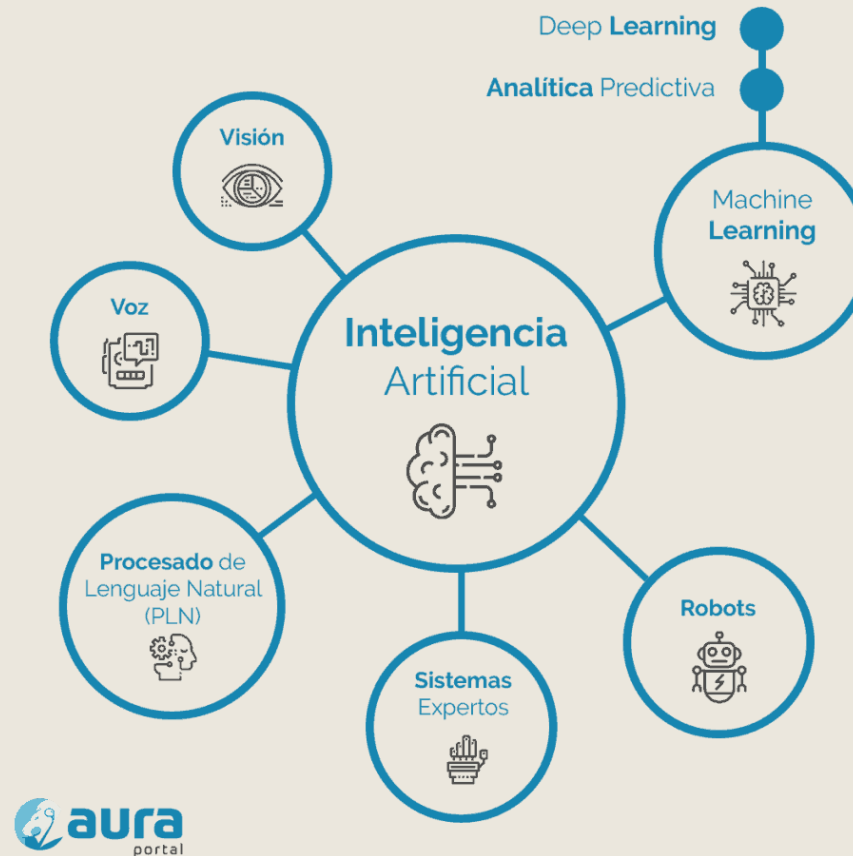 Deep Learning
Analítica Predictiva
Visión
Machine
Learning
Voz
Inteligencia
Artificial
Procesado de
Lenguaje Natural
(PLN)
Robots
Sistemas
Expertos
aura
portal